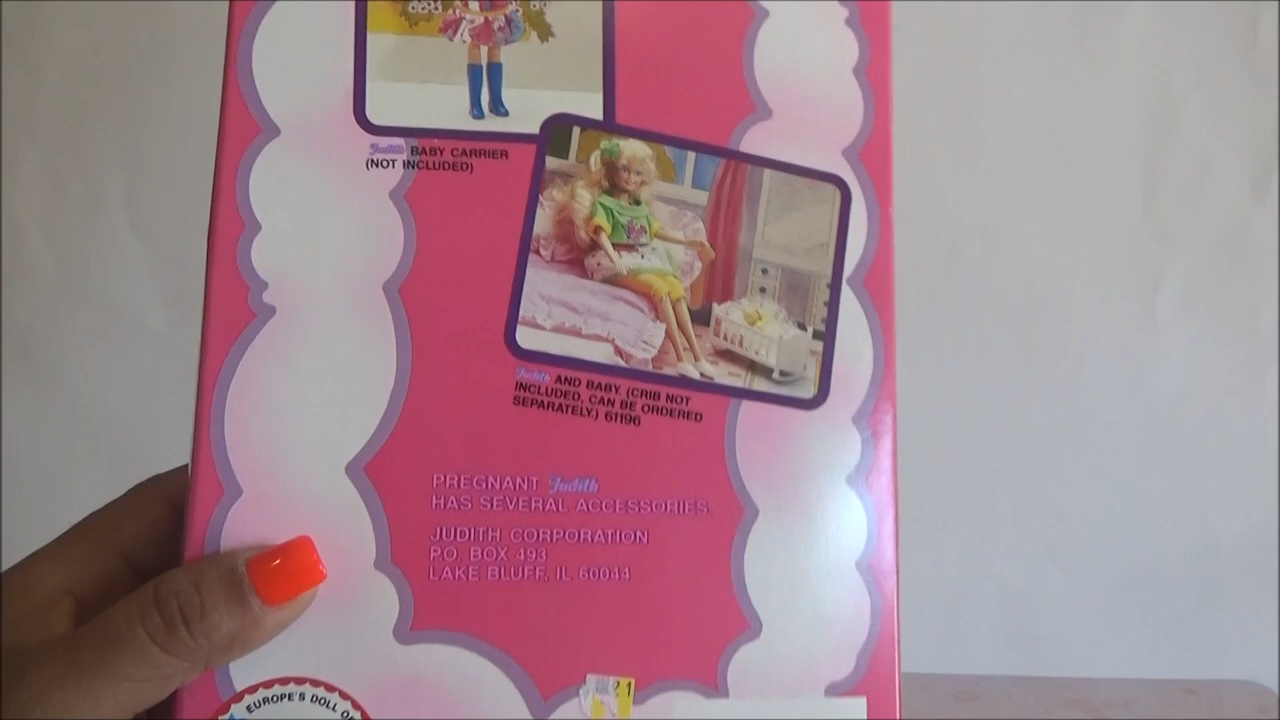 Judith BABY CARRIER
(NOT INCLUDED)
Judith AND BABY. (CRIB NOT
INCLUDED, CAN BE ORDERED
SEPARATELY.) 61196
PREGNANT Judith
HAS SEVERAL ACCESSORIES.
JUDITH CORPORATION
P.O. BOX 493
LAKE BLUFF, IL 60044
EUROPE'S DOLL OF
21